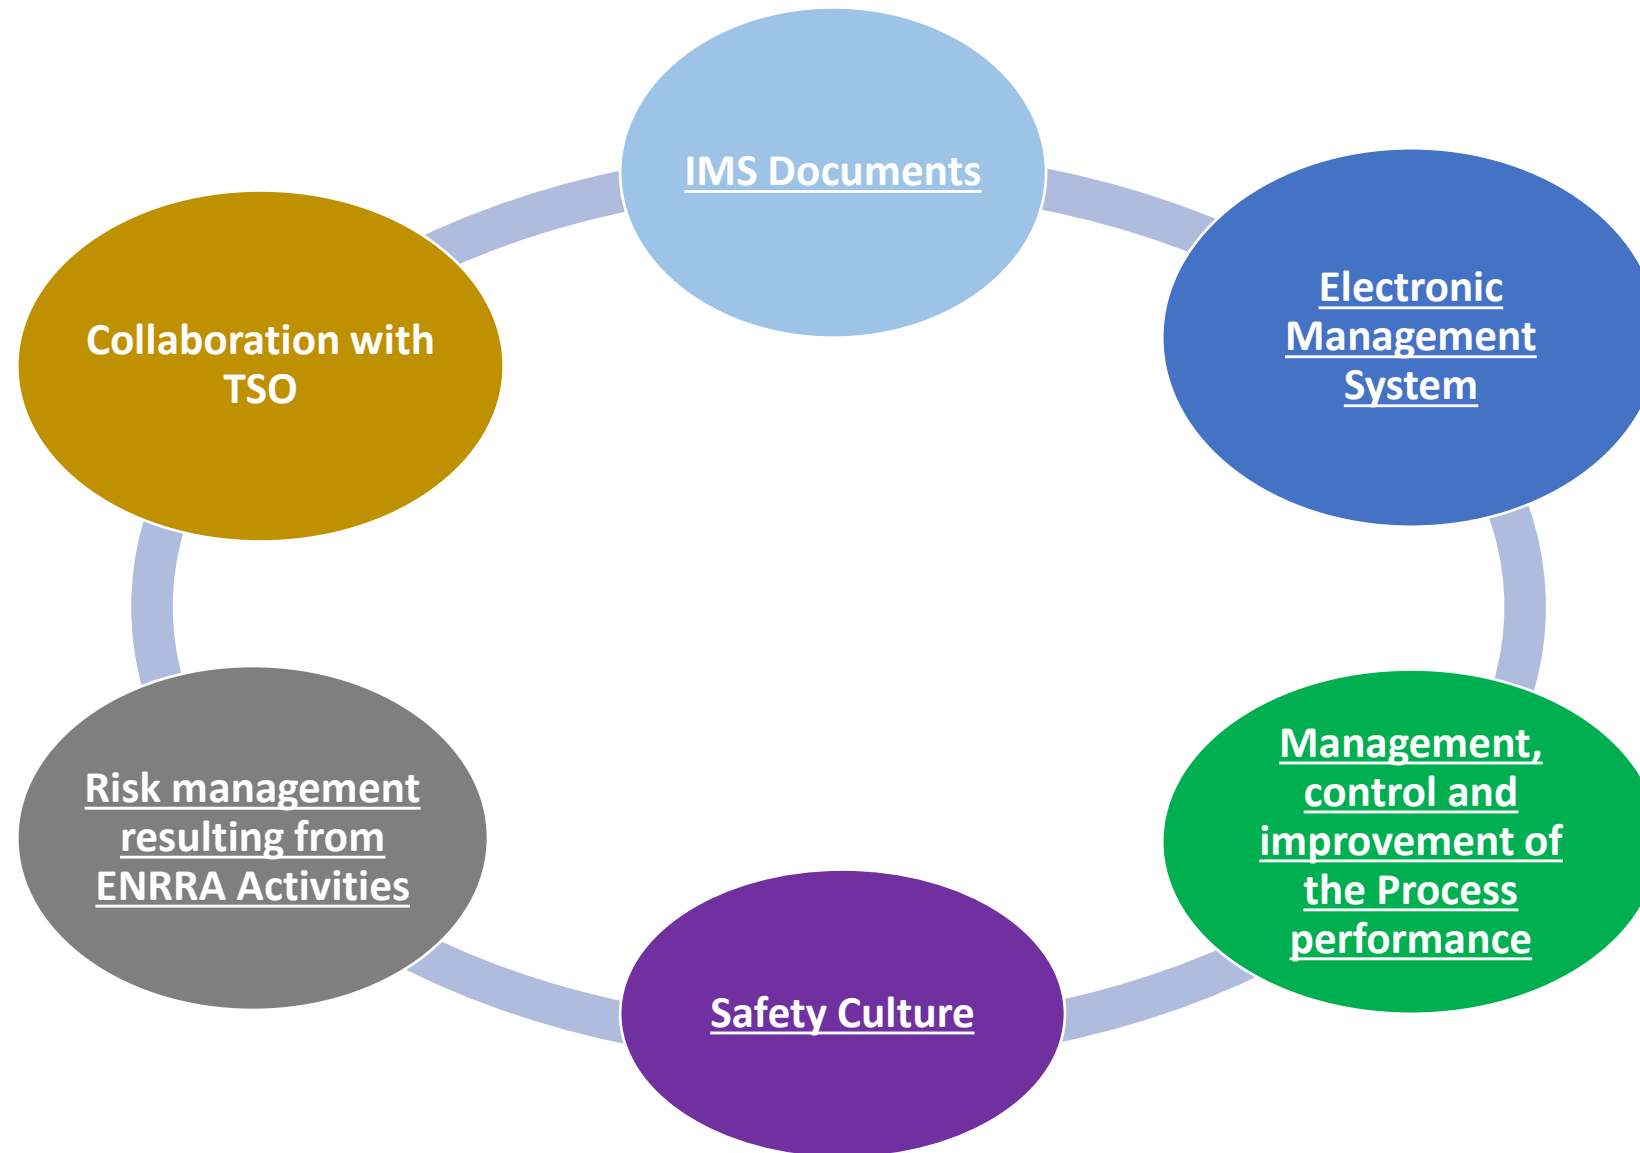 IMS Documents
Electronic
Management
System
Management,
control and
improvement of
the Process
performance
Safety Culture
Risk management
resulting from
ENRRA Activities
Collaboration with
TSO